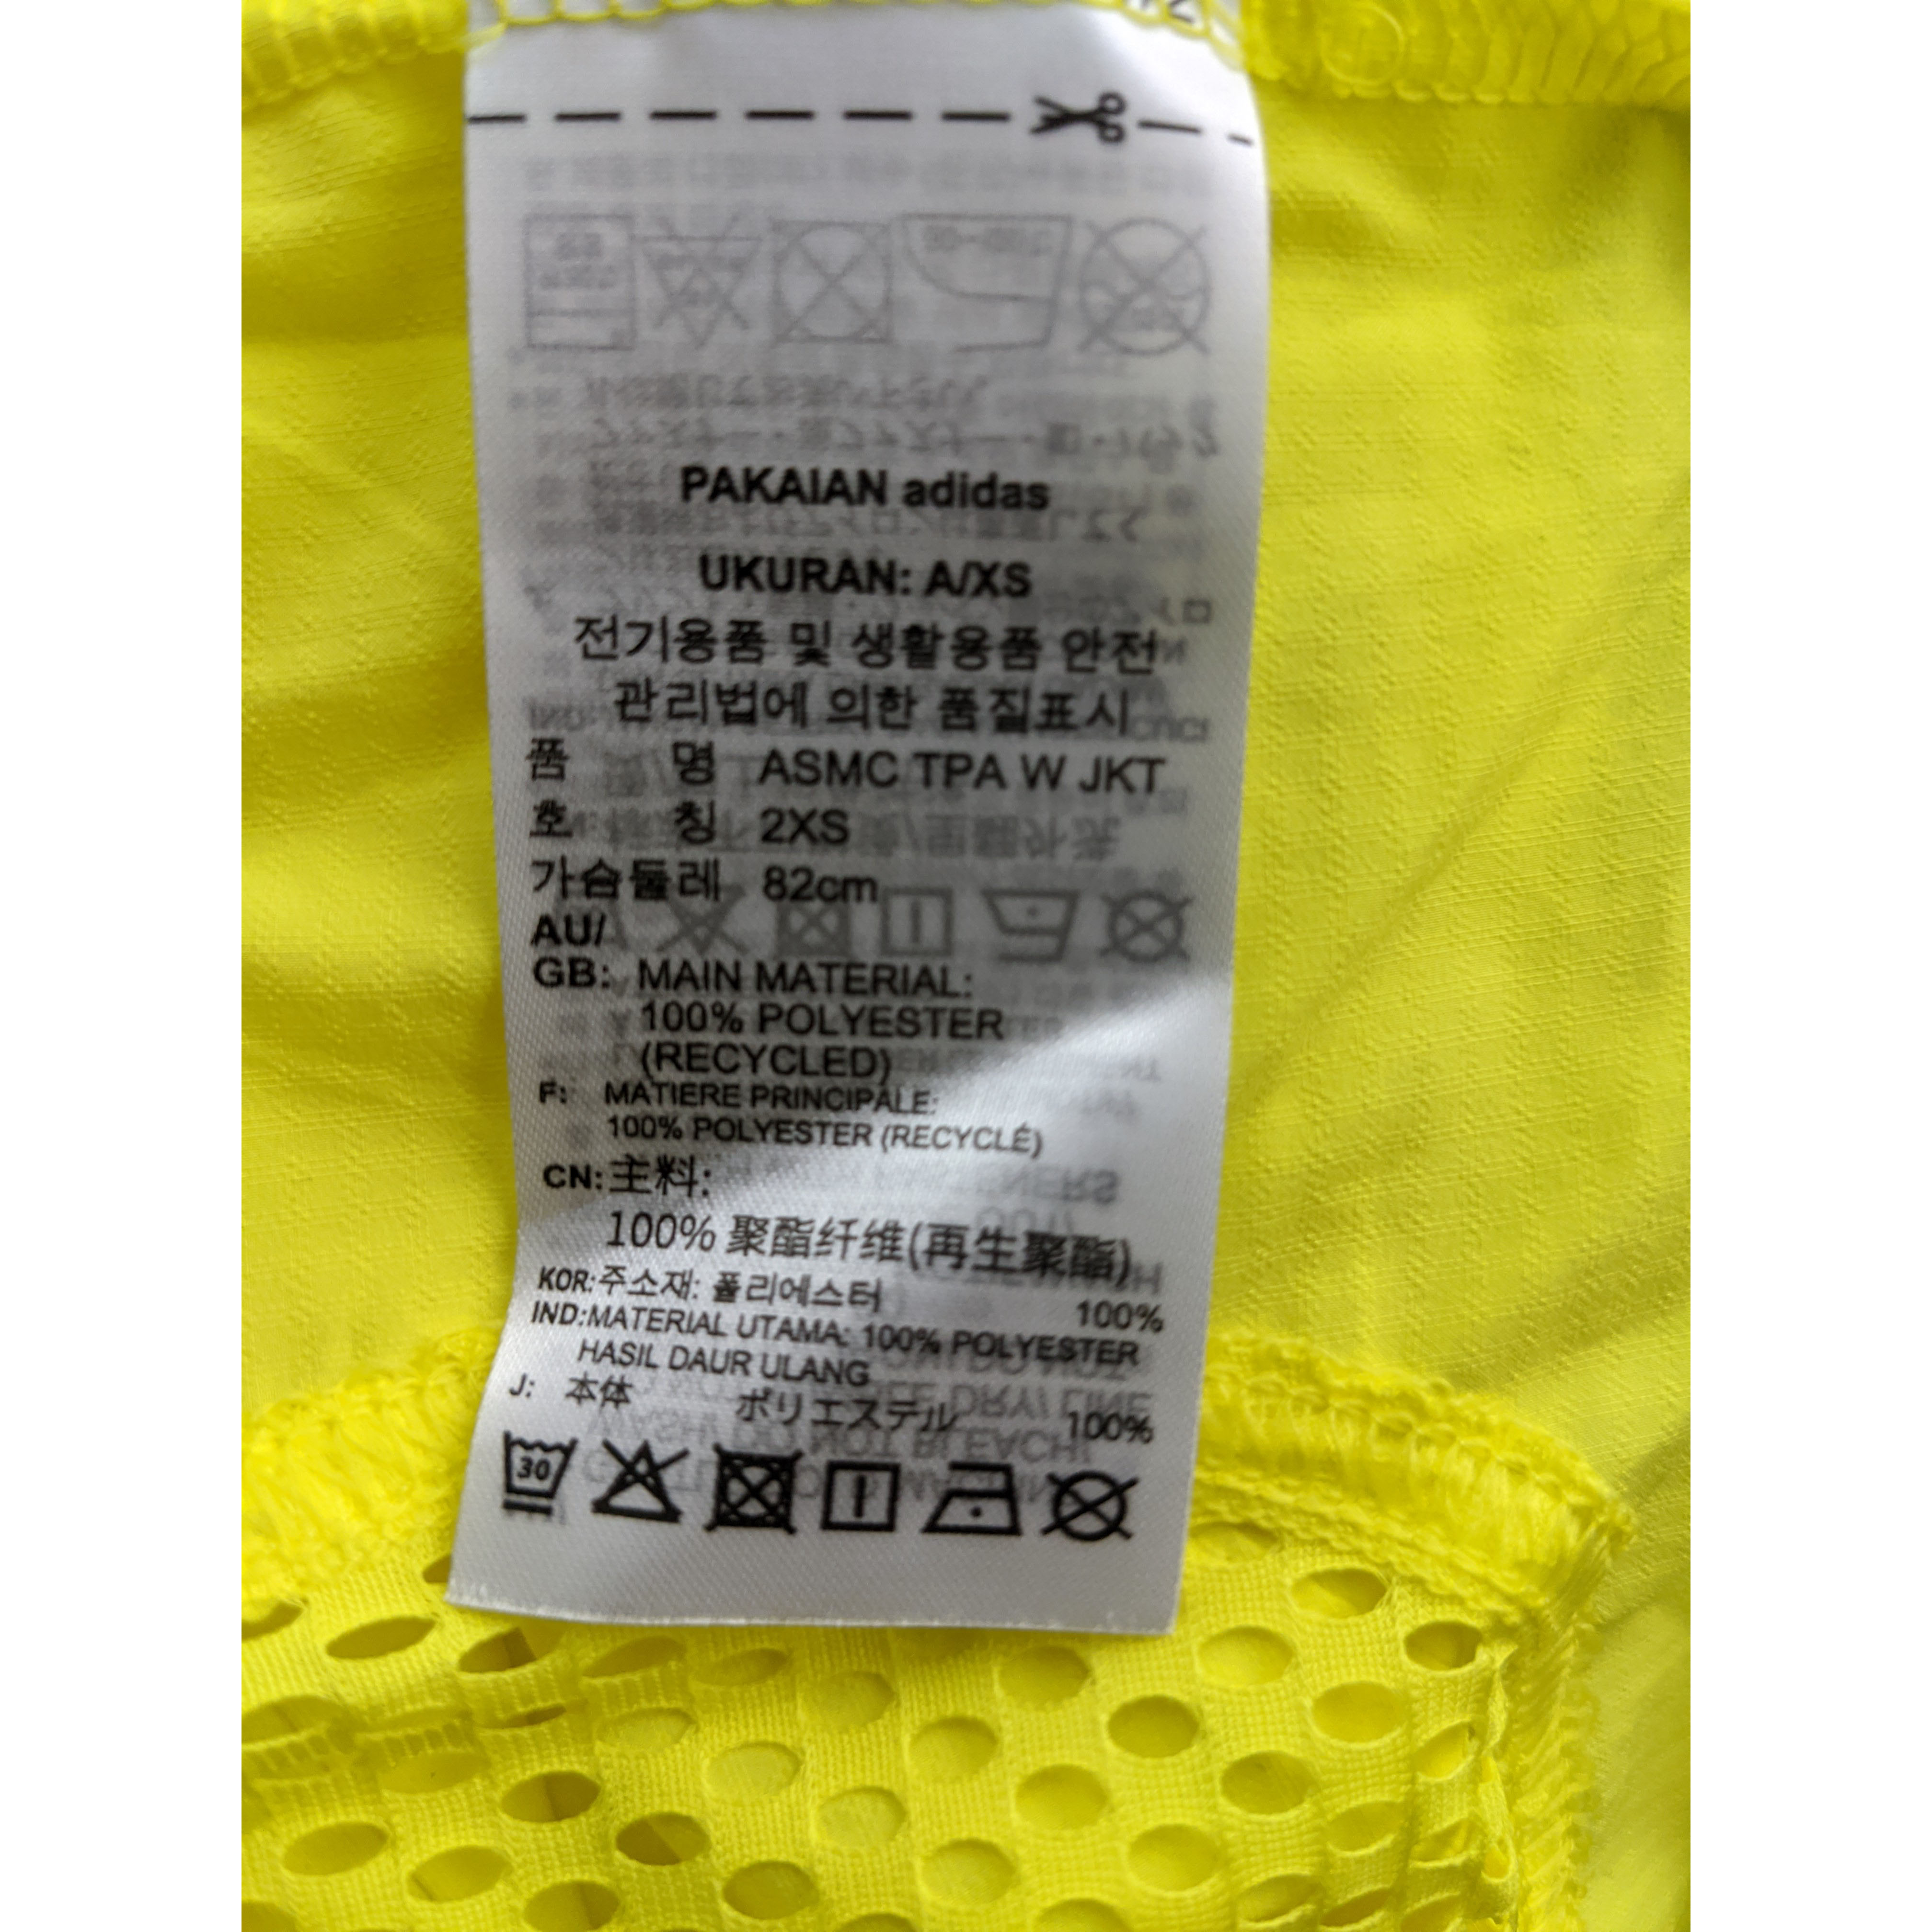 PAKAIAN adidas
UKURAN: A/XS
전기용품 및 생활용품 안전
관리법에 의한 품질표시
품 명 ASMC TPA W JKT
호 칭 2XS
가슴둘레 82cm
AU/
GB: MAIN MATERIAL:
100% POLYESTER
(RECYCLED)
F: MATIERE PRINCIPALE:
100% POLYESTER (RECYCLÉ)
CN: 主料:
100% 聚酯纤维(再生聚酯)
KOR: 주소재: 폴리에스터 100%
IND: MATERIAL UTAMA: 100% POLYESTER
HASIL DAUR ULANG
J: 本体 ポリエステル 100%
30